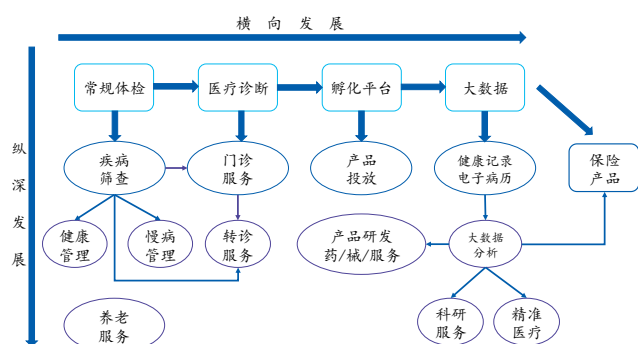 横向发展
纵深发展
常规体检
医疗诊断
孵化平台
大数据
疾病
筛查
门诊
服务
产品
投放
健康记录
电子病历
保险
产品
健康
管理
慢病
管理
转诊
服务
产品研发
药/械/服务
大数据
分析
养老
服务
科研
服务
精准
医疗